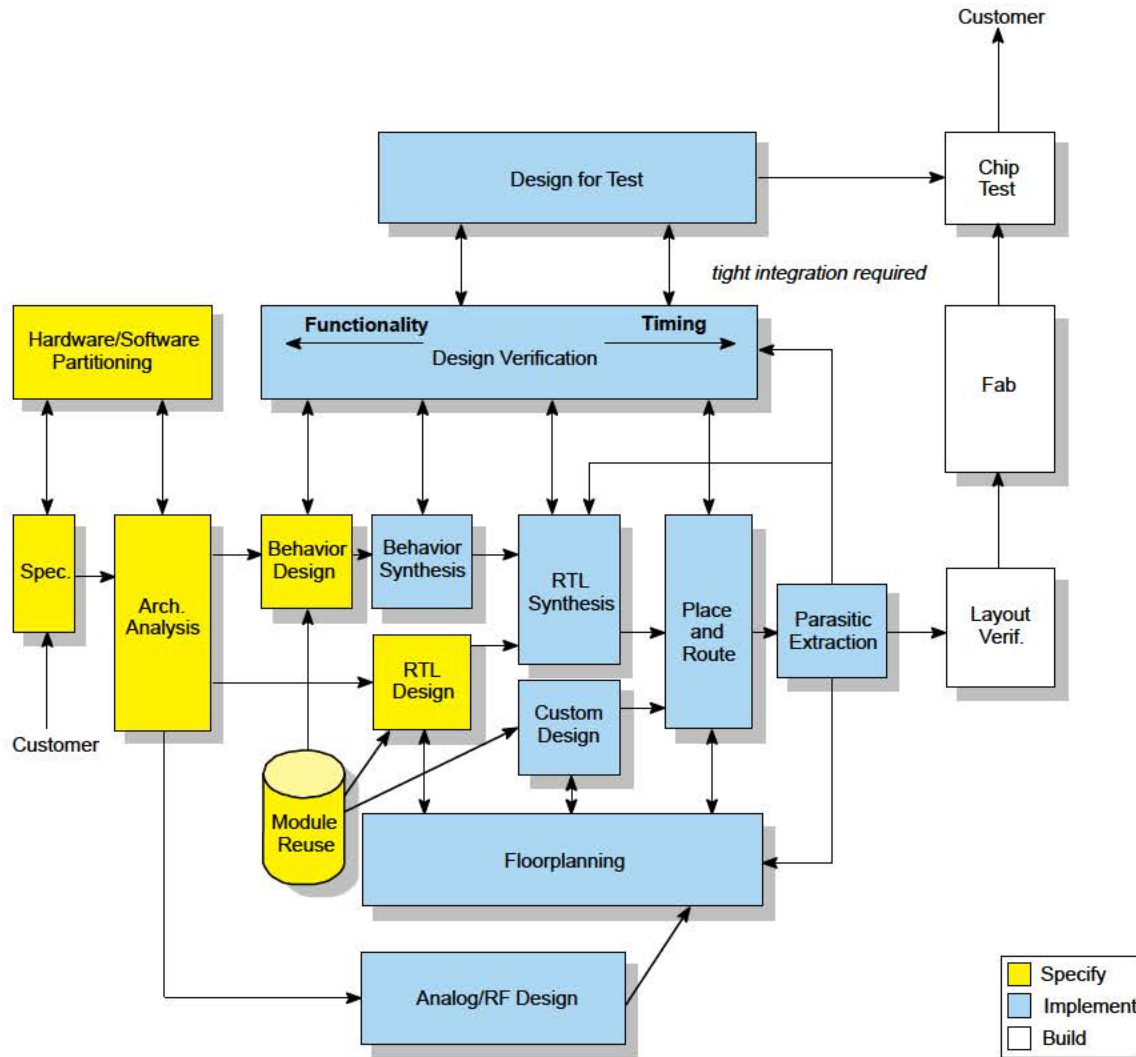 Customer
Design for Test
Chip
Test
tight integration required
Hardware/Software
Partitioning
Functionality
Timing
Design Verification
Fab
Spec.
Arch.
Analysis
Behavior
Design
Behavior
Synthesis
RTL
Synthesis
Place
and
Route
Parasitic
Extraction
Layout
Verif.
RTL
Design
Custom
Design
Customer
Module
Reuse
Floorplanning
Analog/RF Design
Specify
Implement
Build